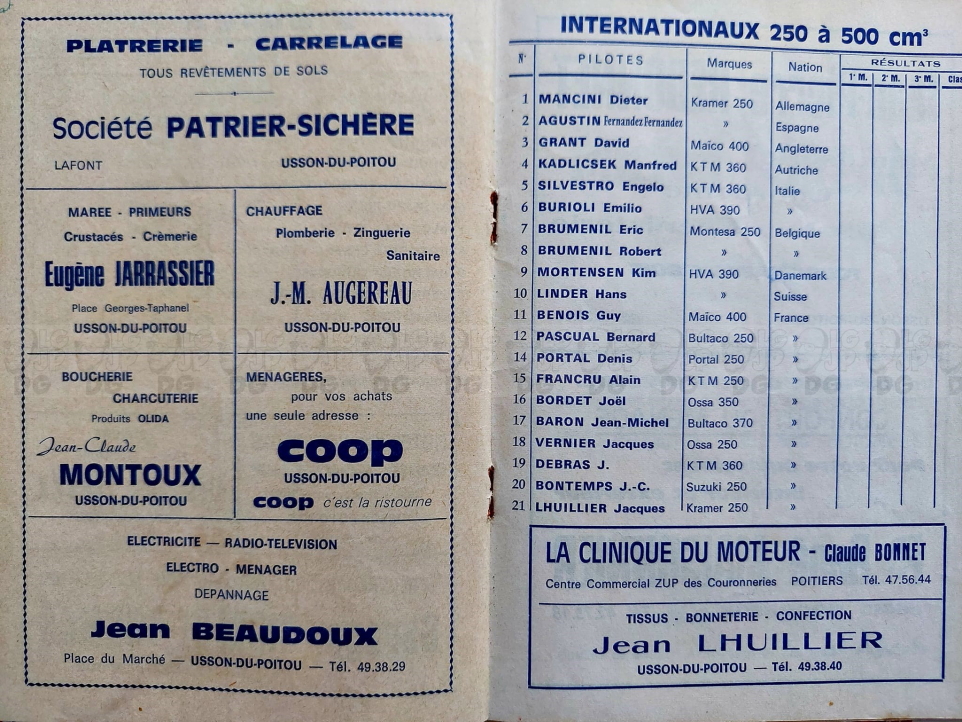 PLATRERIE - CARRELAGE
TOUS REVÊTEMENTS DE SOLS
Société PATRIER-SICHÈRE
LAFONT USSON-DU-POITOU
MAREE - PRIMEURS
Crustacés - Crèmerie
Eugène JARRASSIER
Place Georges-Taphanel
USSON-DU-POITOU
CHAUFFAGE
Plomberie - Zinguerie
Sanitaire
J.-M. AUGEREAU
USSON-DU-POITOU
BOUCHERIE
CHARCUTERIE
Produits OLIDA
Jean-Claude
MONTOUX
USSON-DU-POITOU
MENAGERES,
pour vos achats
une seule adresse :
coop
USSON-DU-POITOU
coop c'est la ristourne
ELECTRICITE — RADIO-TELEVISION
ELECTRO - MENAGER
DEPANNAGE
Jean BEAUDOUX
Place du Marché — USSON-DU-POITOU — Tél. 49.38.29
INTERNATIONAUX 250 à 500 cm³
N° PILOTES Marques Nation RÉSULTATS
1e M. 2e M. 3e M. Clas
1 MANCINI Dieter Kramer 250 Allemagne
2 AGUSTIN Fernandez Fernandez » Espagne
3 GRANT David Maïco 400 Angleterre
4 KADLICSEK Manfred KTM 360 Autriche
5 SILVESTRO Engelo KTM 360 Italie
6 BURIOLI Emilio HVA 390 »
7 BRUMENIL Eric Montesa 250 Belgique
8 BRUMENIL Robert » »
9 MORTENSEN Kim HVA 390 Danemark
10 LINDER Hans » Suisse
11 BENOIS Guy Maïco 400 France
12 PASCUAL Bernard Bultaco 250 »
14 PORTAL Denis Portal 250 »
15 FRANCRU Alain KTM 250 »
16 BORDET Joël Ossa 350 »
17 BARON Jean-Michel Bultaco 370 »
18 VERNIER Jacques Ossa 250 »
19 DEBRAS J. KTM 360 »
20 BONTEMPS J.-C. Suzuki 250 »
21 LHUILLIER Jacques Kramer 250 »
LA CLINIQUE DU MOTEUR - Claude BONNET
Centre Commercial ZUP des Couronneries POITIERS Tél. 47.56.44
TISSUS - BONNETERIE - CONFECTION
Jean LHUILLIER
USSON-DU-POITOU — Tél. 49.38.40